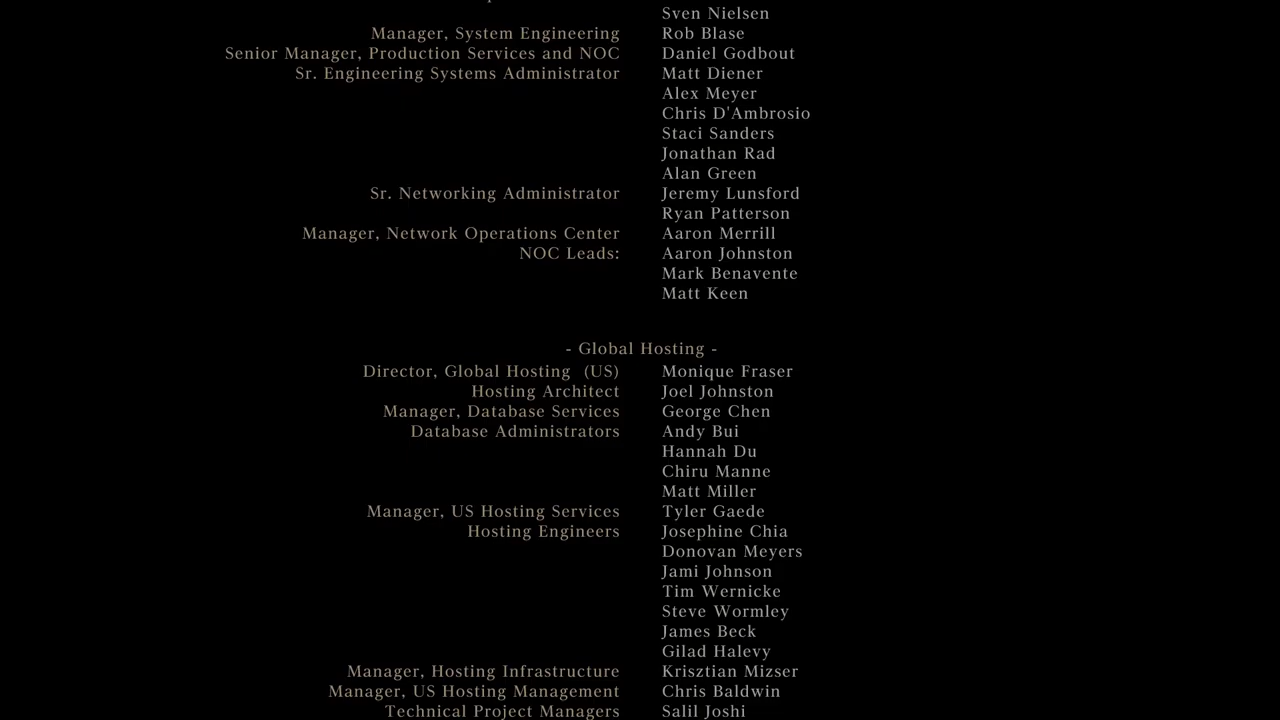 Sven Nielsen
Manager, System Engineering Rob Blase
Senior Manager, Production Services and NOC Daniel Godbout
Sr. Engineering Systems Administrator Matt Diener
Alex Meyer
Chris D'Ambrosio
Staci Sanders
Jonathan Rad
Alan Green
Sr. Networking Administrator Jeremy Lunsford
Ryan Patterson
Manager, Network Operations Center Aaron Merrill
NOC Leads: Aaron Johnston
Mark Benavente
Matt Keen
- Global Hosting -
Director, Global Hosting (US) Monique Fraser
Hosting Architect Joel Johnston
Manager, Database Services George Chen
Database Administrators Andy Bui
Hannah Du
Chiru Manne
Matt Miller
Manager, US Hosting Services Tyler Gaede
Hosting Engineers Josephine Chia
Donovan Meyers
Jami Johnson
Tim Wernicke
Steve Wormley
James Beck
Gilad Halevy
Manager, Hosting Infrastructure Krisztian Mizser
Manager, US Hosting Management Chris Baldwin
Technical Project Managers Salil Joshi